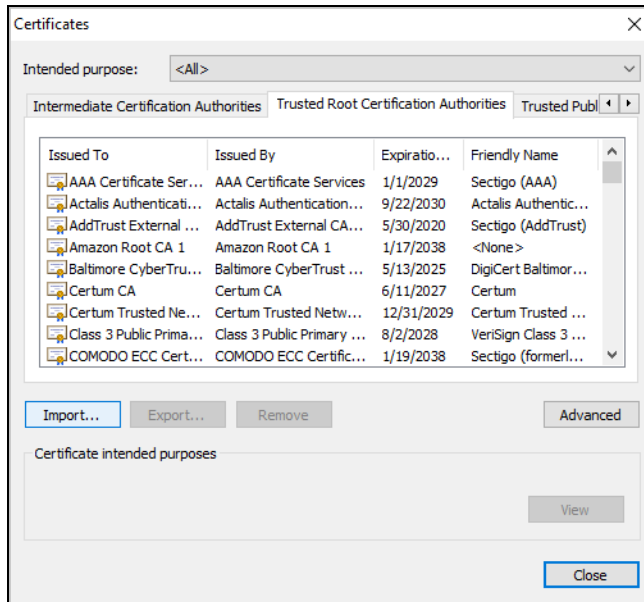 Certificates
Intended purpose: <All>
Intermediate Certification Authorities Trusted Root Certification Authorities Trusted Publ
Issued To Issued By Expiratio... Friendly Name
AAA Certificate Ser... AAA Certificate Services 1/1/2029 Sectigo (AAA)
Actalis Authenticati... Actalis Authentication... 9/22/2030 Actalis Authentic...
AddTrust External ... AddTrust External CA... 5/30/2020 Sectigo (AddTrust)
Amazon Root CA 1 Amazon Root CA 1 1/17/2038 <None>
Baltimore CyberTru... Baltimore CyberTrust ... 5/13/2025 DigiCert Baltimor...
Certum CA Certum CA 6/11/2027 Certum
Certum Trusted Ne... Certum Trusted Netw... 12/31/2029 Certum Trusted ...
Class 3 Public Prima... Class 3 Public Primary ... 8/2/2028 VeriSign Class 3 ...
COMODO ECC Cert... COMODO ECC Certific... 1/19/2038 Sectigo (formerl...
Import... Export... Remove Advanced
Certificate intended purposes
View
Close